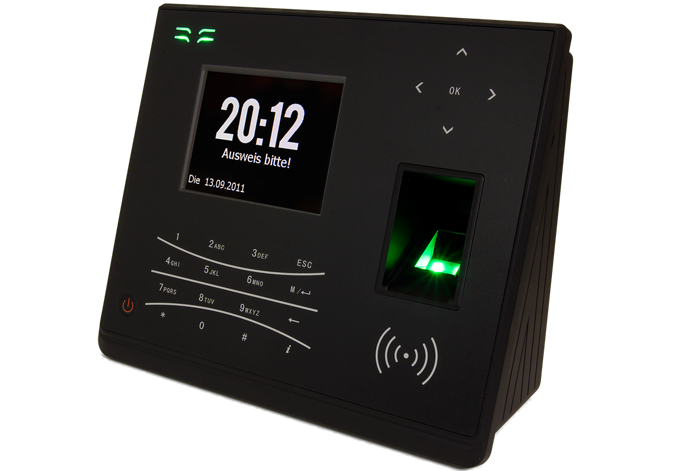 20:12
Ausweis bitte!
Die 13.09.2011
OK
1 2ABC 3DEF ESC
4GHI 5JKL 6MNO M/↵
7PQRS 8TUV 9WXYZ ←
* 0 # i